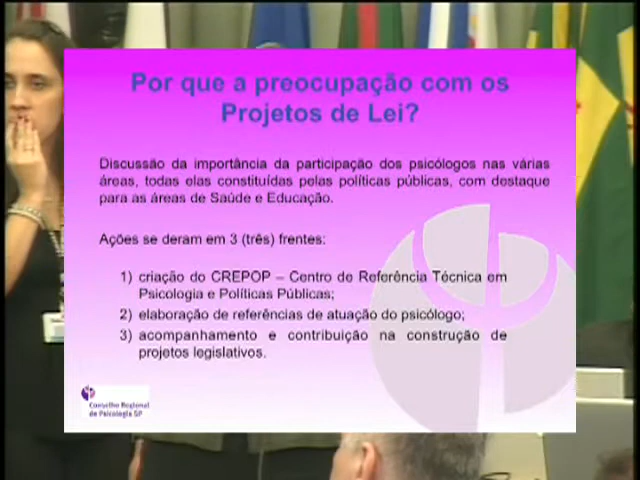 Por que a preocupação com os
Projetos de Lei?
Discussão da importância da participação dos psicólogos nas várias
áreas, todas elas constituídas pelas políticas públicas, com destaque
para as áreas de Saúde e Educação.
Ações se deram em 3 (três) frentes:
1) criação do CREPOP – Centro de Referência Técnica em
Psicologia e Políticas Públicas;
2) elaboração de referências de atuação do psicólogo;
3) acompanhamento e contribuição na construção de
projetos legislativos.
Conselho Regional
de Psicologia SP